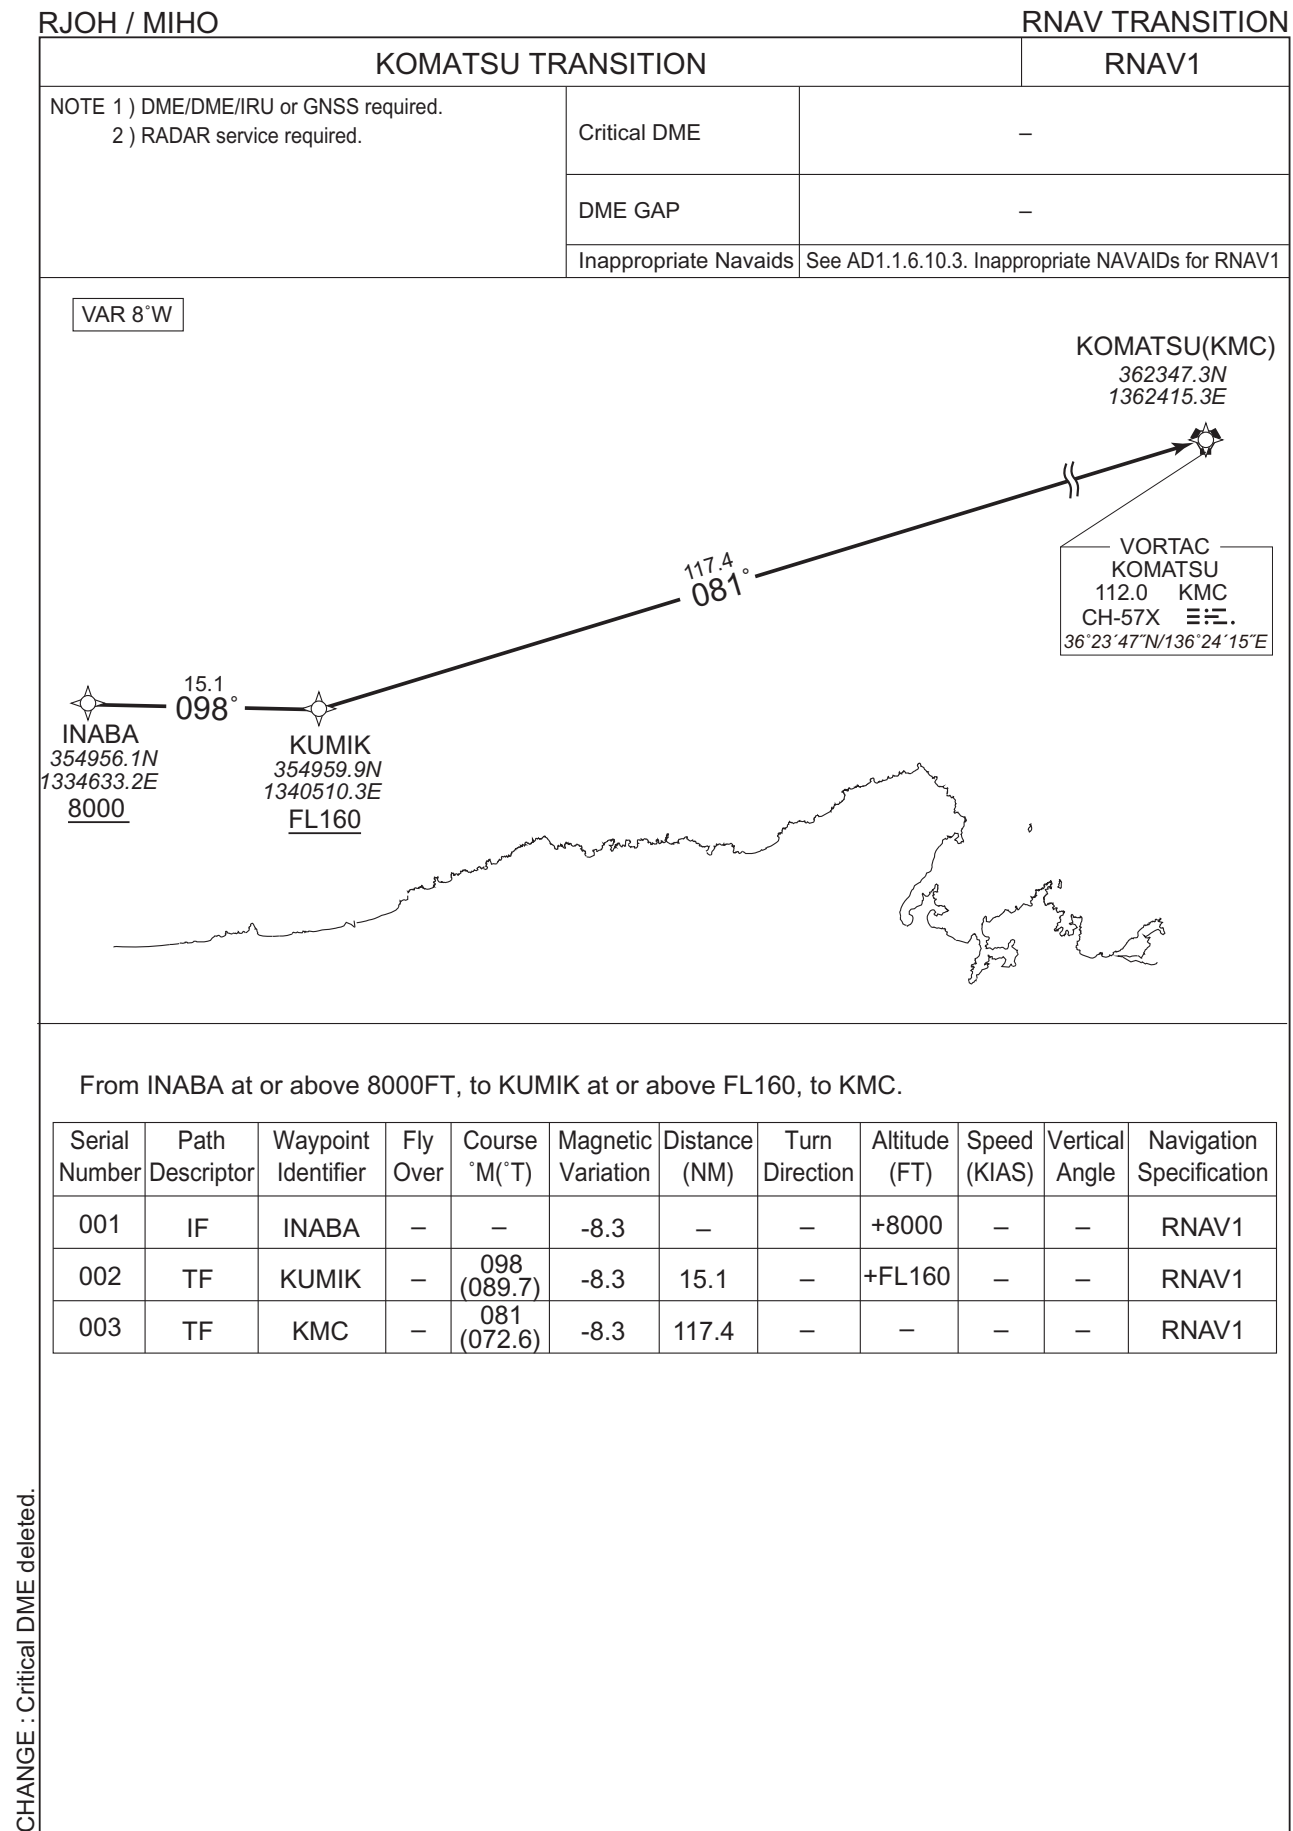 RJOH / MIHO
RNAV TRANSITION
KOMATSU TRANSITION
RNAV1
NOTE 1 ) DME/DME/IRU or GNSS required.
2 ) RADAR service required.
Critical DME
–
DME GAP
–
Inappropriate Navaids
See AD1.1.6.10.3. Inappropriate NAVAIDs for RNAV1
VAR 8˚W
KOMATSU(KMC)
362347.3N
1362415.3E
VORTAC
KOMATSU
112.0 KMC
CH-57X
36˚23´47˝N/136˚24´15˝E
117.4
081˚
15.1
098˚
INABA
354956.1N
1334633.2E
8000
KUMIK
354959.9N
1340510.3E
FL160
From INABA at or above 8000FT, to KUMIK at or above FL160, to KMC.
Serial Number | Path Descriptor | Waypoint Identifier | Fly Over | Course ˚M(˚T) | Magnetic Variation | Distance (NM) | Turn Direction | Altitude (FT) | Speed (KIAS) | Vertical Angle | Navigation Specification
001 IF INABA – – -8.3 – – +8000 – – RNAV1
002 TF KUMIK – 098 (089.7) -8.3 15.1 – +FL160 – – RNAV1
003 TF KMC – 081 (072.6) -8.3 117.4 – – – – RNAV1
CHANGE : Critical DME deleted.